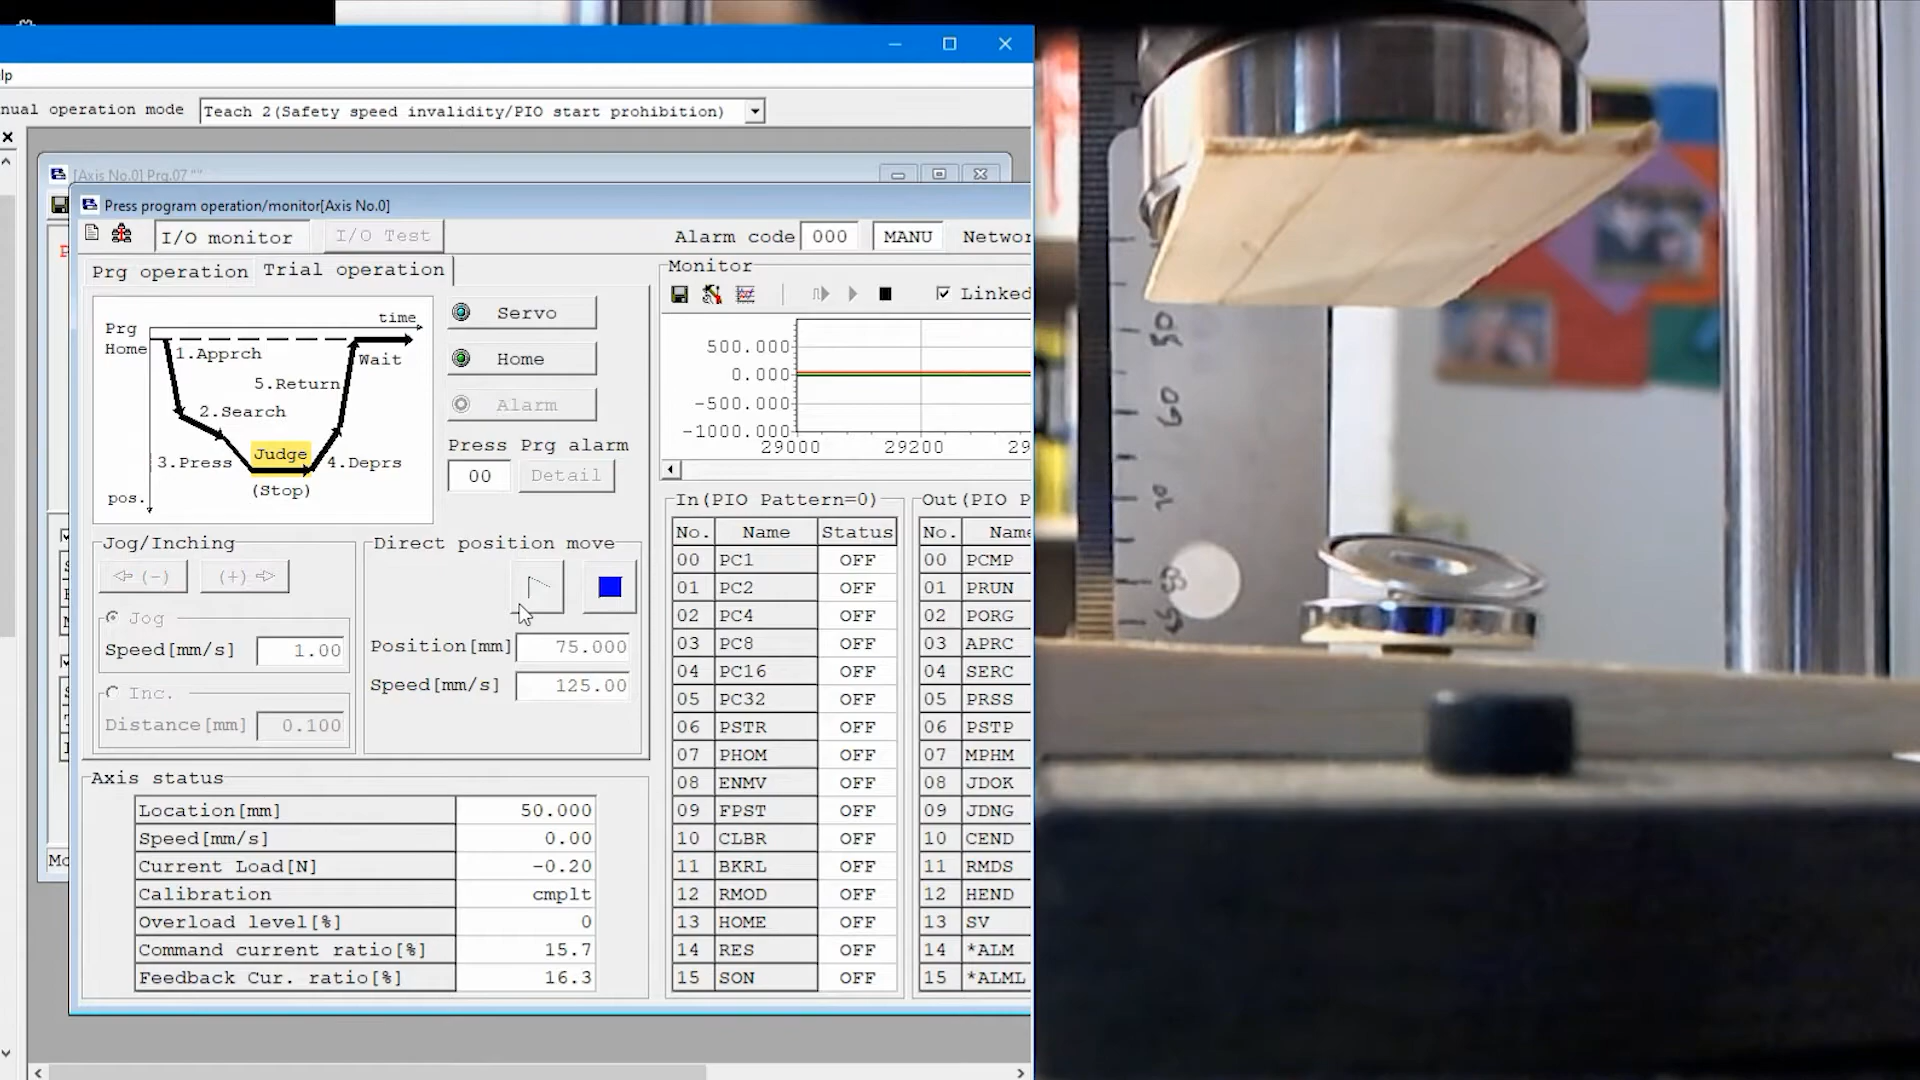 lp
nual operation mode
Teach 2(Safety speed invalidity/PIO start prohibition)
[Axis No.0] Prg.07 ""
Press program operation/monitor[Axis No.0]
I/O monitor
I/O Test
Alarm code
000
MANU
Networ
Prg operation
Trial operation
Prg
Home
time
1.Apprch
Wait
5.Return
2.Search
3.Press
Judge
4.Deprs
(Stop)
pos.
Servo
Home
Alarm
Press Prg alarm
00
Detail
Monitor
Linked
500.000
0.000
-500.000
-1000.000
29000
29200
29
Jog/Inching
(-)
(+)
Jog
Speed[mm/s]
1.00
Inc.
Distance[mm]
0.100
Direct position move
Position[mm]
75.000
Speed[mm/s]
125.00
Axis status
Location[mm] 50.000
Speed[mm/s] 0.00
Current Load[N] -0.20
Calibration cmplt
Overload level[%] 0
Command current ratio[%] 15.7
Feedback Cur. ratio[%] 16.3
In(PIO Pattern=0)
No. Name Status
00 PC1 OFF
01 PC2 OFF
02 PC4 OFF
03 PC8 OFF
04 PC16 OFF
05 PC32 OFF
06 PSTR OFF
07 PHOM OFF
08 ENMV OFF
09 FPST OFF
10 CLBR OFF
11 BKRL OFF
12 RMOD OFF
13 HOME OFF
14 RES OFF
15 SON OFF
Out(PIO P
No. Name
00 PCMP
01 PRUN
02 PORG
03 APRC
04 SERC
05 PRSS
06 PSTP
07 MPHM
08 JDOK
09 JDNG
10 CEND
11 RMDS
12 HEND
13 SV
14 *ALM
15 *ALML
60